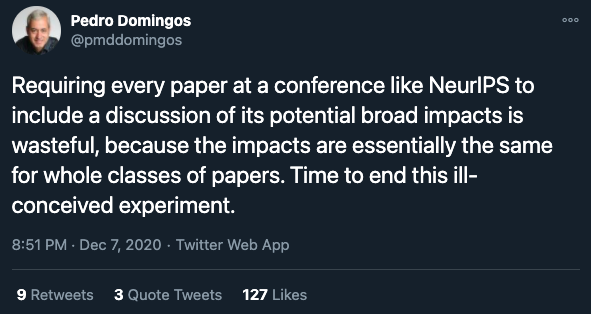 Pedro Domingos
@pmddomingos
Requiring every paper at a conference like NeurIPS to
include a discussion of its potential broad impacts is
wasteful, because the impacts are essentially the same
for whole classes of papers. Time to end this ill-
conceived experiment.
8:51 PM · Dec 7, 2020 · Twitter Web App
9 Retweets 3 Quote Tweets 127 Likes